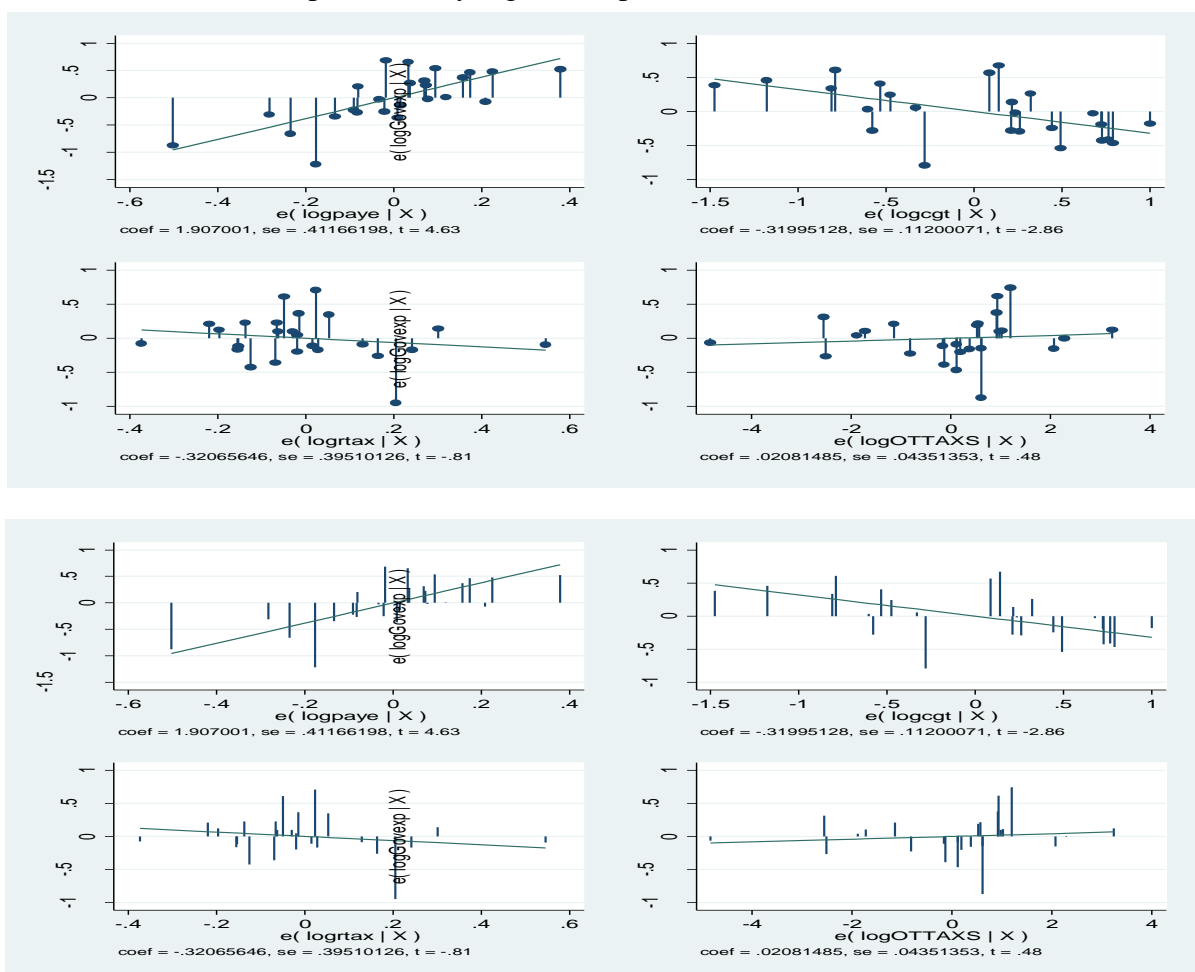 -1.5 -1 -.5 0 .5 1
e( logGovexp | X )
-.6 -.4 -.2 0 .2 .4
e( logpaye | X )
coef = 1.907001, se = .41166198, t = 4.63
-1 -.5 0 .5 1
-1.5 -1 -.5 0 .5 1
e( logcgt | X )
coef = -.31995128, se = .11200071, t = -2.86
-1 -.5 0 .5 1
e( logGovexp | X )
-.4 -.2 0 .2 .4 .6
e( logrtax | X )
coef = -.32065646, se = .39510126, t = -.81
-1 -.5 0 .5 1
-4 -2 0 2 4
e( logOTTAXS | X )
coef = .02081485, se = .04351353, t = .48
-1.5 -1 -.5 0 .5 1
e( logGovexp | X )
-.6 -.4 -.2 0 .2 .4
e( logpaye | X )
coef = 1.907001, se = .41166198, t = 4.63
-1 -.5 0 .5 1
-1.5 -1 -.5 0 .5 1
e( logcgt | X )
coef = -.31995128, se = .11200071, t = -2.86
-1 -.5 0 .5 1
e( logGovexp | X )
-.4 -.2 0 .2 .4 .6
e( logrtax | X )
coef = -.32065646, se = .39510126, t = -.81
-1 -.5 0 .5 1
-4 -2 0 2 4
e( logOTTAXS | X )
coef = .02081485, se = .04351353, t = .48